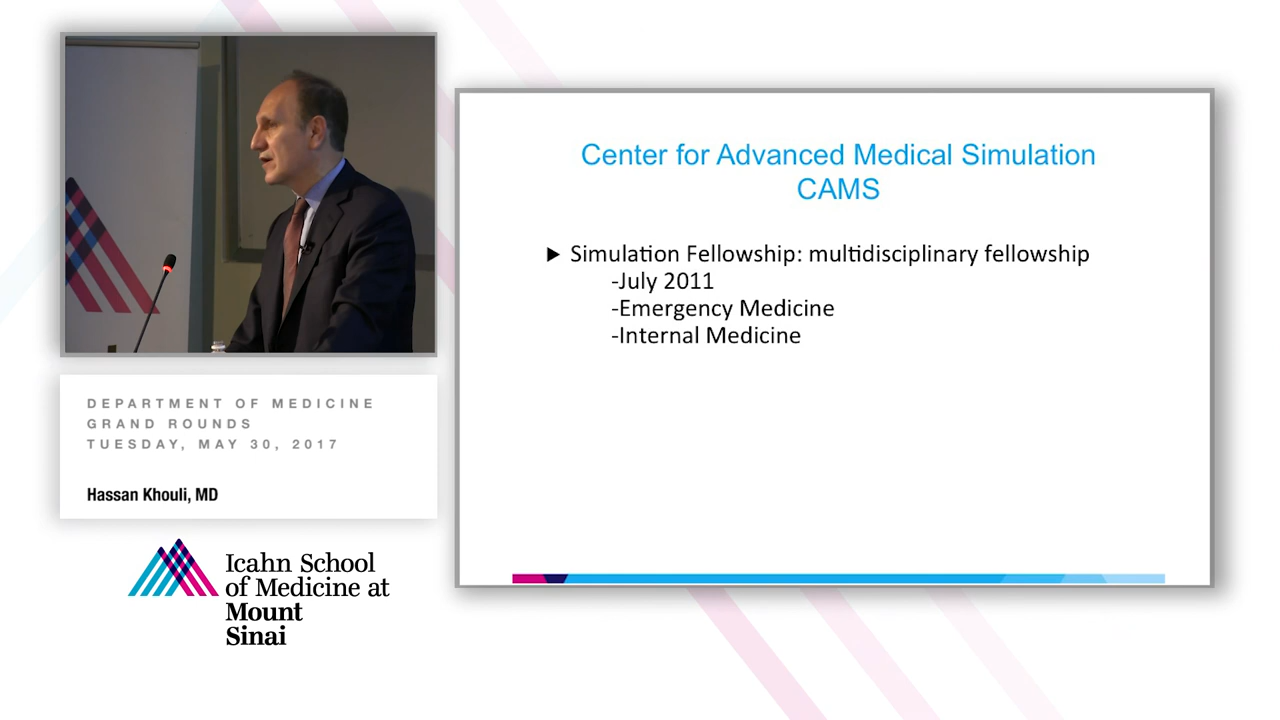 DEPARTMENT OF MEDICINE
GRAND ROUNDS
TUESDAY, MAY 30, 2017
Hassan Khouli, MD
Icahn School
of Medicine at
Mount
Sinai
Center for Advanced Medical Simulation
CAMS
▶ Simulation Fellowship: multidisciplinary fellowship
-July 2011
-Emergency Medicine
-Internal Medicine